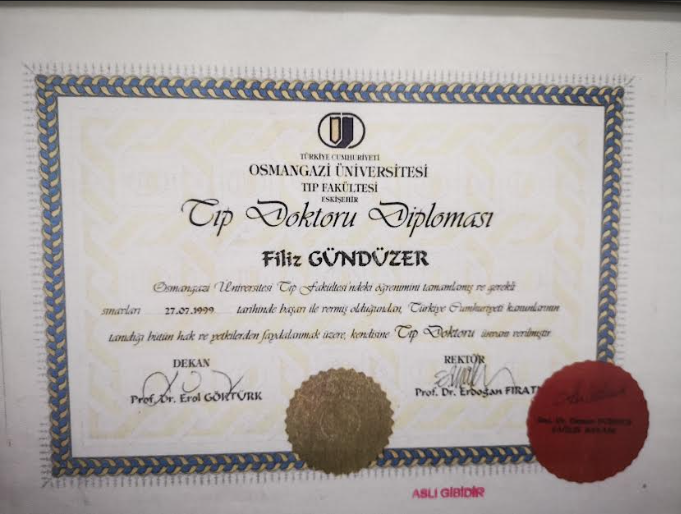 TÜRKİYE CUMHURİYETİ
OSMANGAZİ ÜNİVERSİTESİ
TIP FAKÜLTESİ
ESKİŞEHİR
Tıp Doktoru Diploması
Filiz GÜNDÜZER
Osmangazi Üniversitesi Tıp Fakültesi'ndeki öğrenimini tamamlamış ve gerekli
sınavları 27.07.1999 tarihinde başarı ile vermiş olduğundan, Türkiye Cumhuriyeti kanunlarının
tanıdığı bütün hak ve yetkilerden faydalanmak üzere, kendisine Tıp Doktoru ünvanı verilmiştir
DEKAN
Prof. Dr. Erol GÖKTÜRK
REKTÖR
Prof. Dr. Erdoğan FIRAT
ASLI GİBİDİR